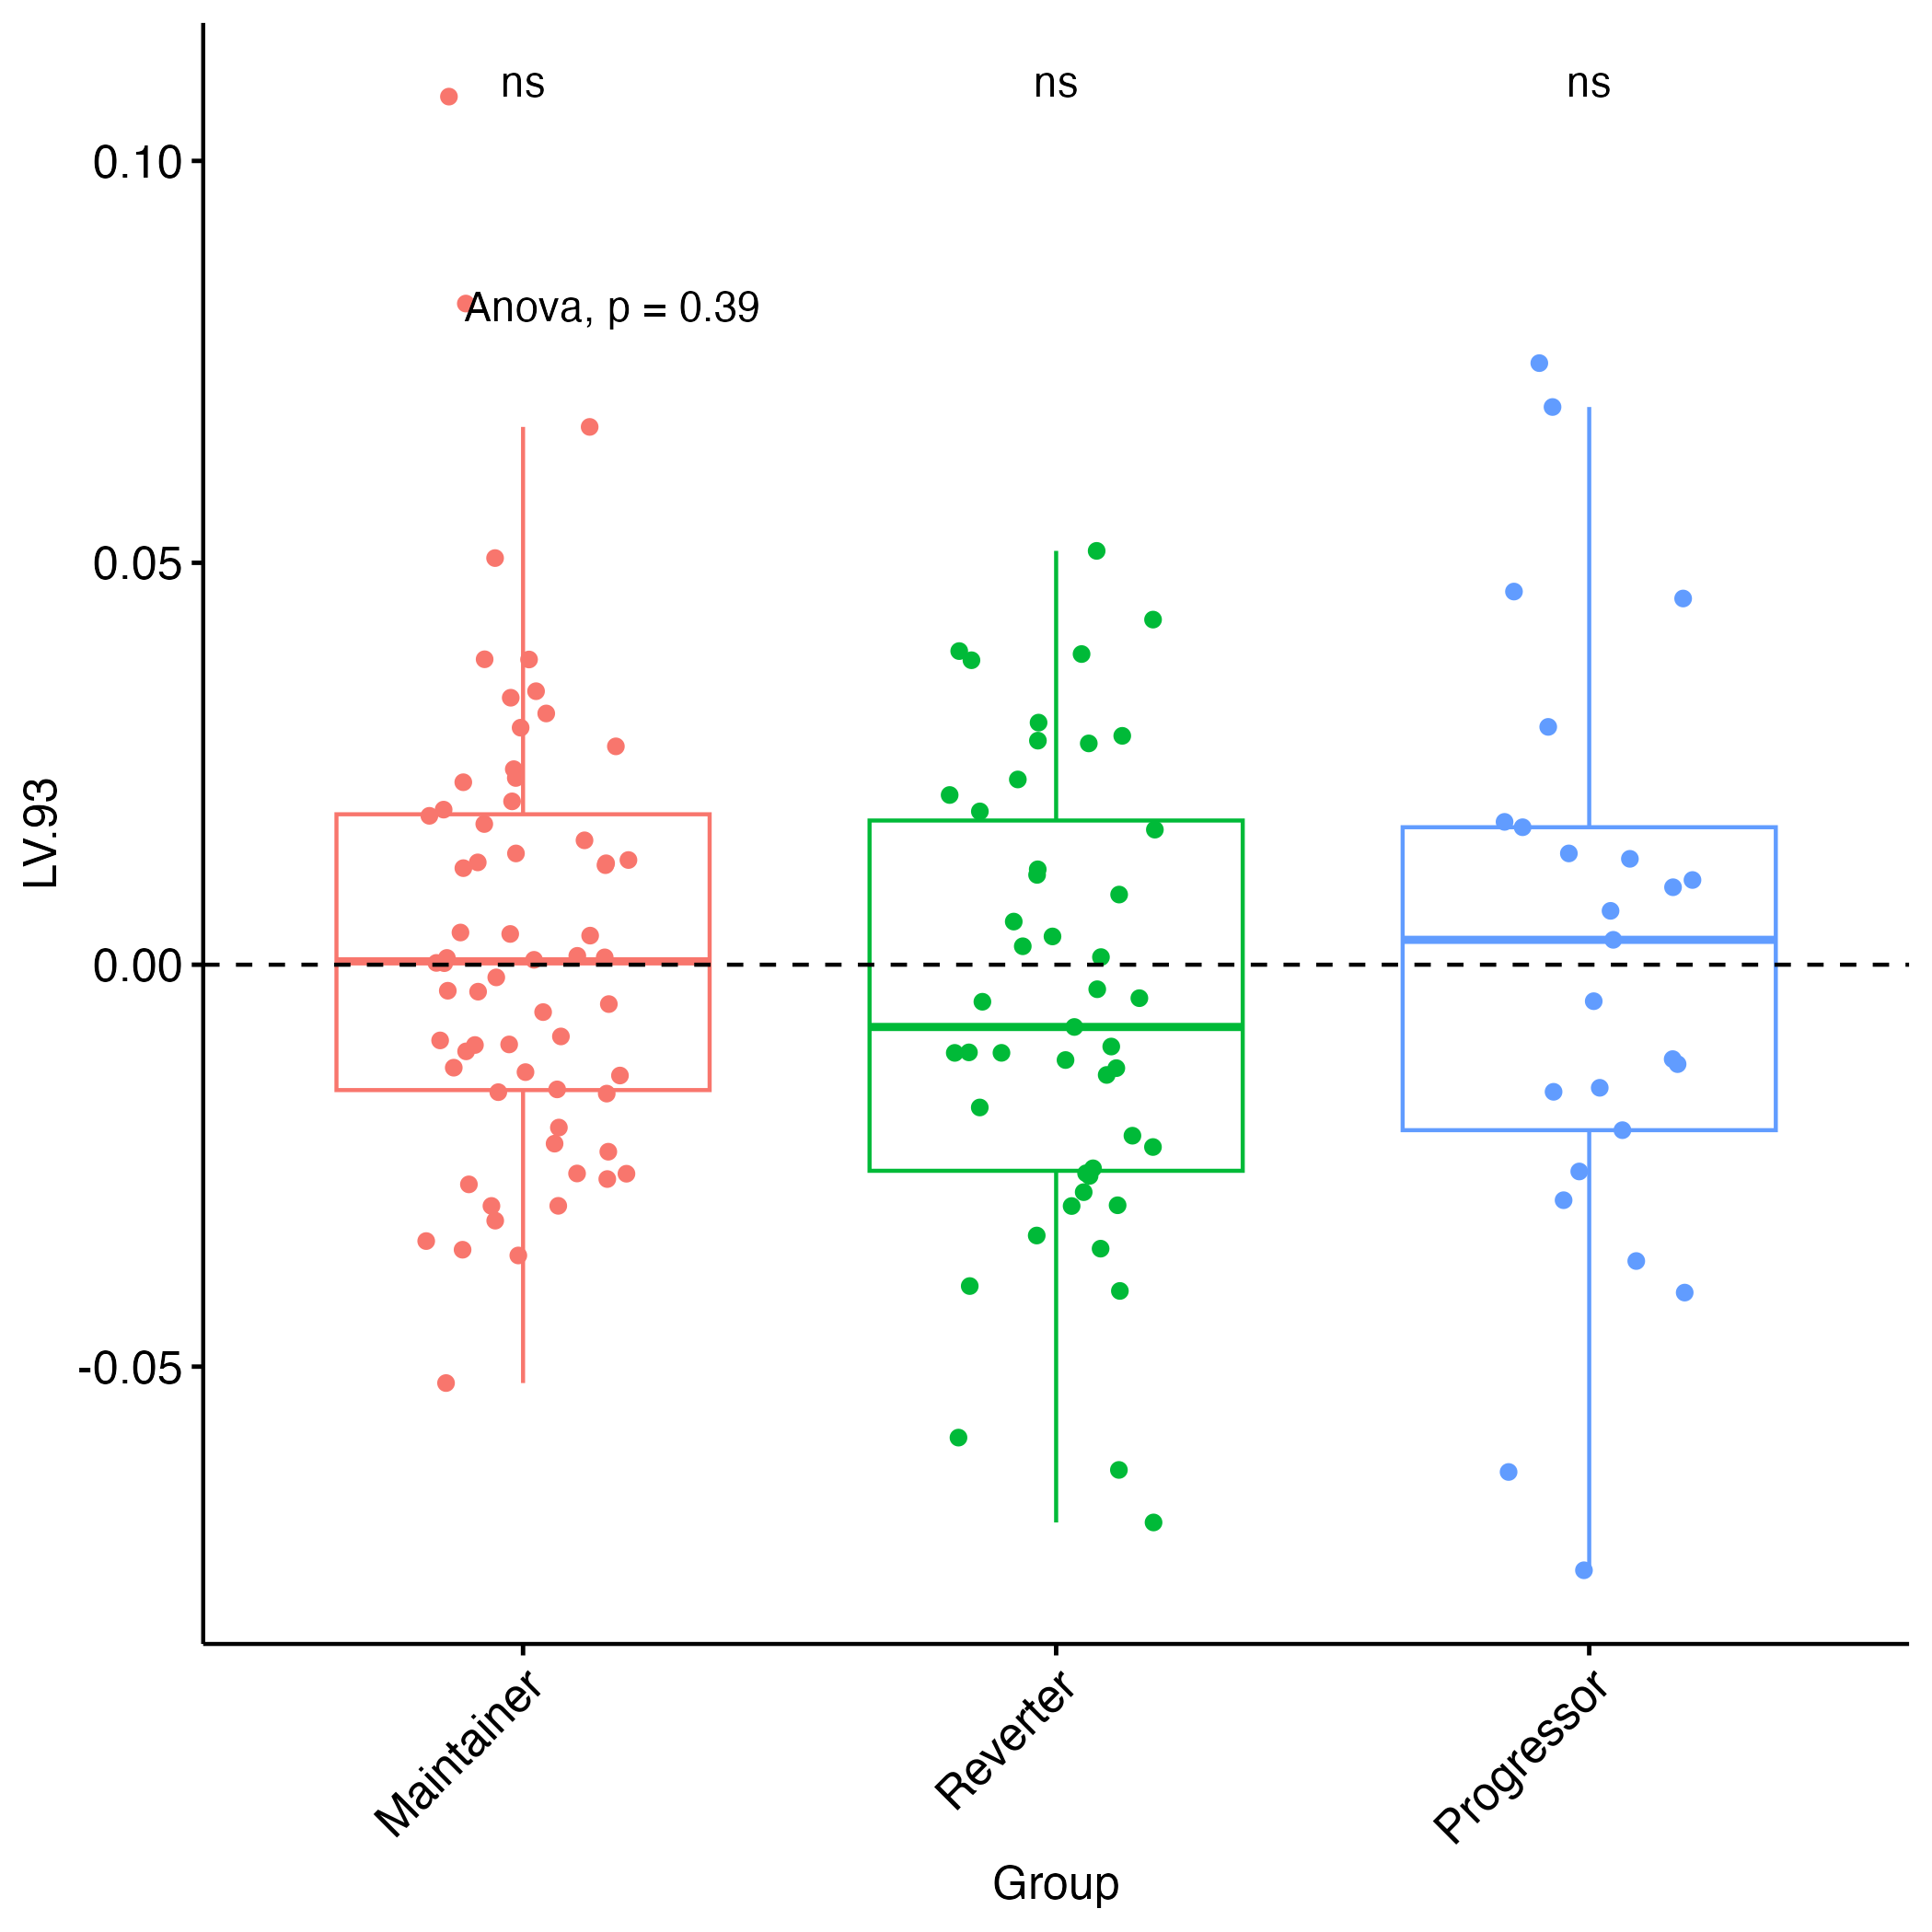 ns ns ns
0.10
Anova, p = 0.39
0.05
LV.93
0.00
-0.05
Maintainer Reverter Progressor
Group